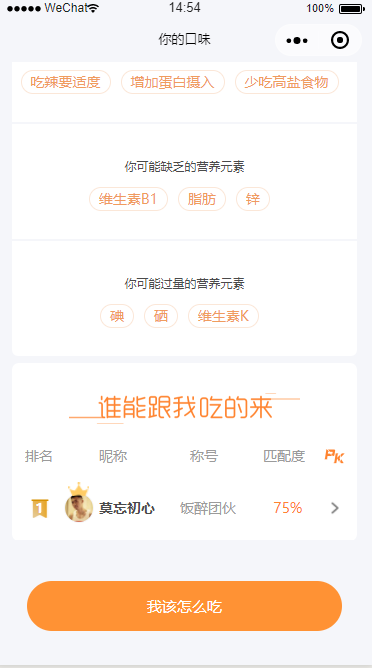 WeChat 14:54 100%
你的口味
吃辣要适度 增加蛋白摄入 少吃高盐食物
你可能缺乏的营养元素
维生素B1 脂肪 锌
你可能过量的营养元素
碘 硒 维生素K
谁能跟我吃的来
排名 昵称 称号 匹配度 PK
1 莫忘初心 饭醉团伙 75%
我该怎么吃